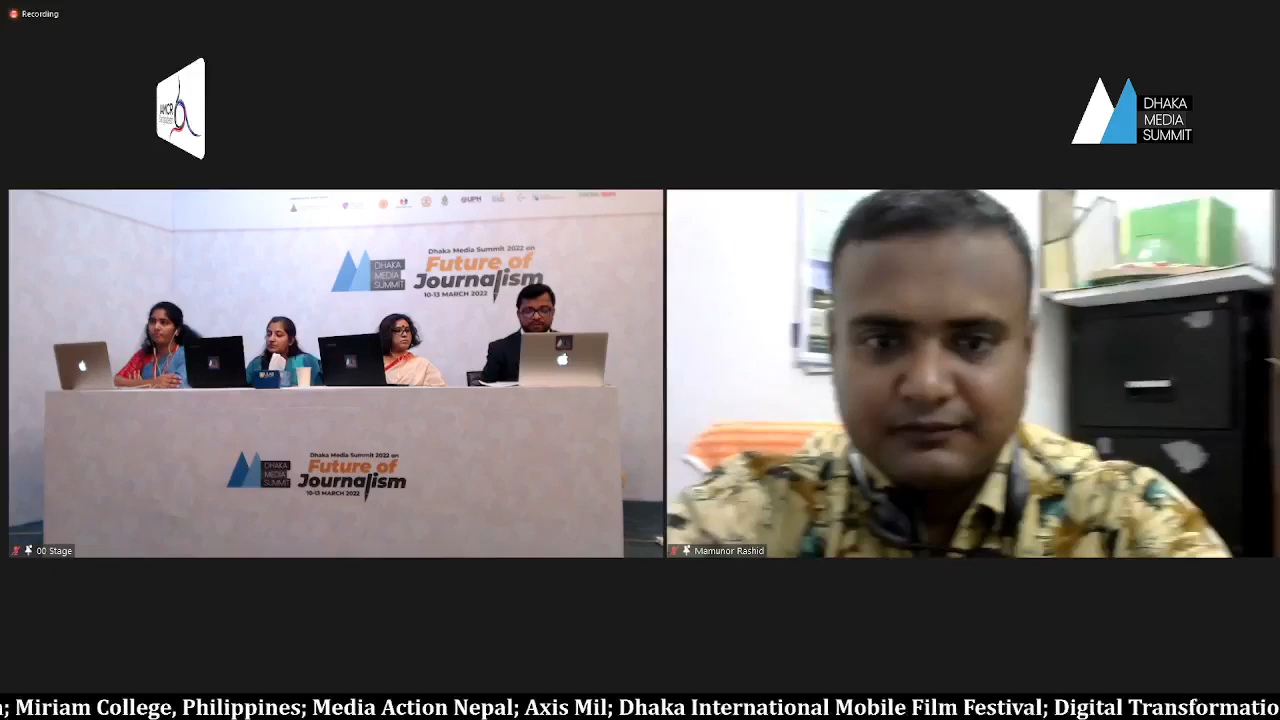 Recording
AMCR
DHAKA
MEDIA
SUMMIT
UPH
DHAKA
MEDIA
SUMMIT
Dhaka Media Summit 2022 on
Future of
Journalism
10-13 MARCH 2022
DHAKA
MEDIA
SUMMIT
Dhaka Media Summit 2022 on
Future of
Journalism
10-13 MARCH 2022
00 Stage
Mamunor Rashid
; Miriam College, Philippines; Media Action Nepal; Axis Mil; Dhaka International Mobile Film Festival; Digital Transformatio